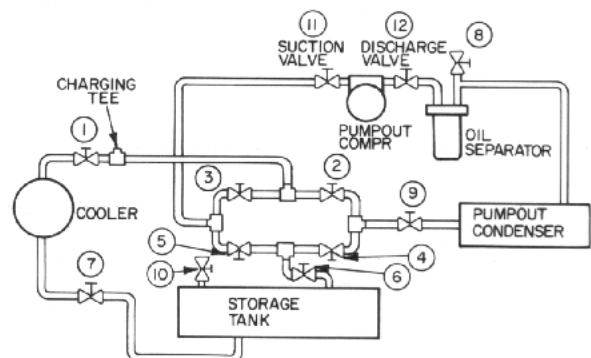 11
12
8
SUCTION
VALVE
DISCHARGE
VALVE
CHARGING
TEE
1
PUMPOUT
COMPR
OIL
SEPARATOR
3
2
9
COOLER
PUMPOUT
CONDENSER
5
4
7
10
6
STORAGE
TANK